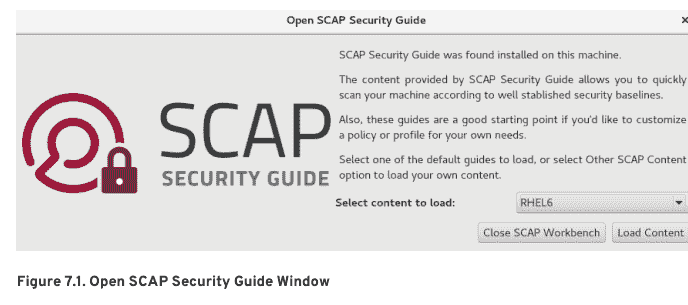 Open SCAP Security Guide
×
SCAP Security Guide was found installed on this machine.
The content provided by SCAP Security Guide allows you to quickly
scan your machine according to well stablished security baselines.
Also, these guides are a good starting point if you'd like to customize
a policy or profile for your own needs.
Select one of the default guides to load, or select Other SCAP Content
option to load your own content.
SCAP
SECURITY GUIDE
Select content to load:
RHEL6
Close SCAP Workbench
Load Content
Figure 7.1. Open SCAP Security Guide Window